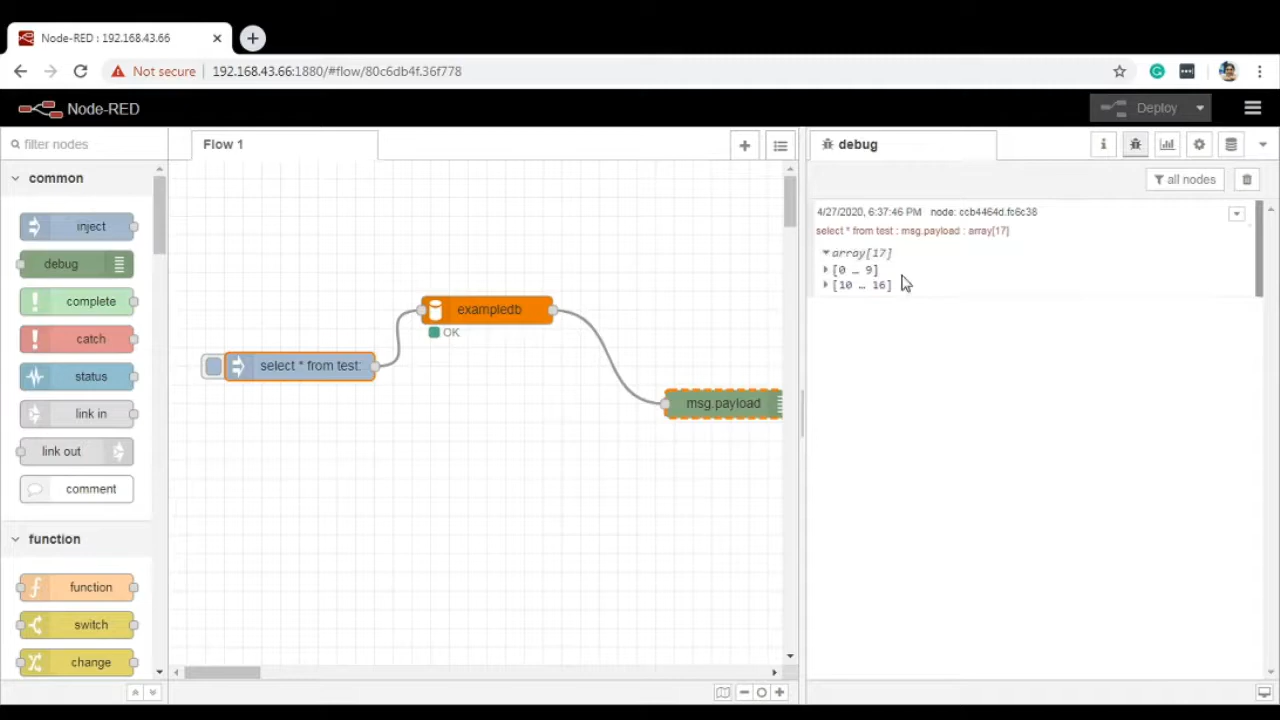 Node-RED : 192.168.43.66
Not secure
192.168.43.66:1880/#flow/80c6db4f.36f778
Node-RED
Deploy
filter nodes
Flow 1
debug
common
all nodes
inject
debug
complete
catch
status
link in
link out
comment
function
function
switch
change
select * from test:
exampledb
OK
msg.payload
4/27/2020, 6:37:46 PM node: ccb4464d.fc6c38
select * from test : msg.payload : array[17]
array[17]
[0 … 9]
[10 … 16]